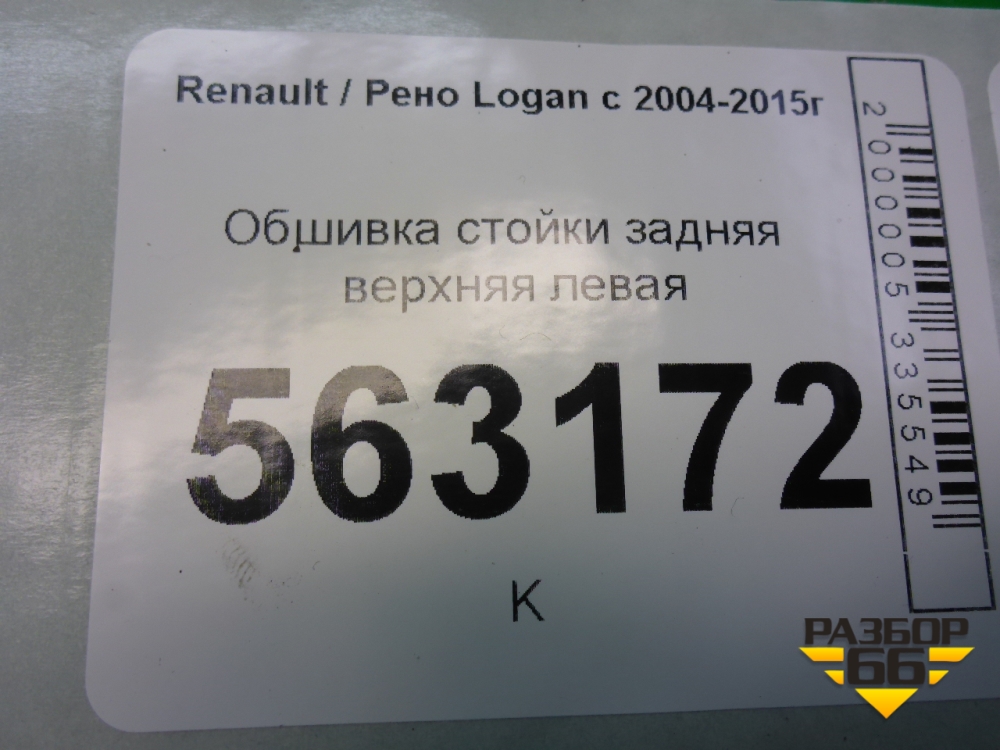 Renault / Рено Logan с 2004-2015г
Обшивка стойки задняя
верхняя левая
563172
К
2000005335549
РАЗБОР
66